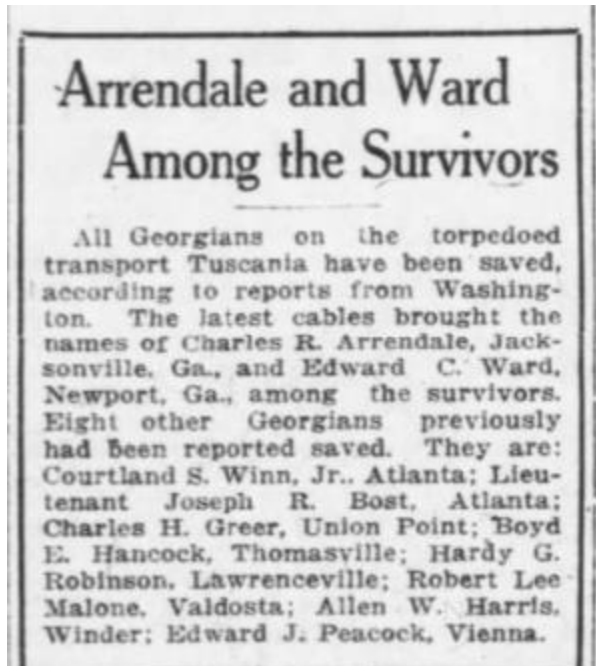 Arrendale and Ward
Among the Survivors
All Georgians on the torpedoed
transport Tuscania have been saved,
according to reports from Washing-
ton. The latest cables brought the
names of Charles R. Arrendale, Jack-
sonville, Ga., and Edward C. Ward,
Newport, Ga., among the survivors.
Eight other Georgians previously
had been reported saved. They are:
Courtland S. Winn, Jr., Atlanta; Lieu-
tenant Joseph R. Bost, Atlanta;
Charles H. Greer, Union Point; Boyd
E. Hancock, Thomasville; Hardy G.
Robinson, Lawrenceville; Robert Lee
Malone, Valdosta; Allen W. Harris,
Winder; Edward J. Peacock, Vienna.